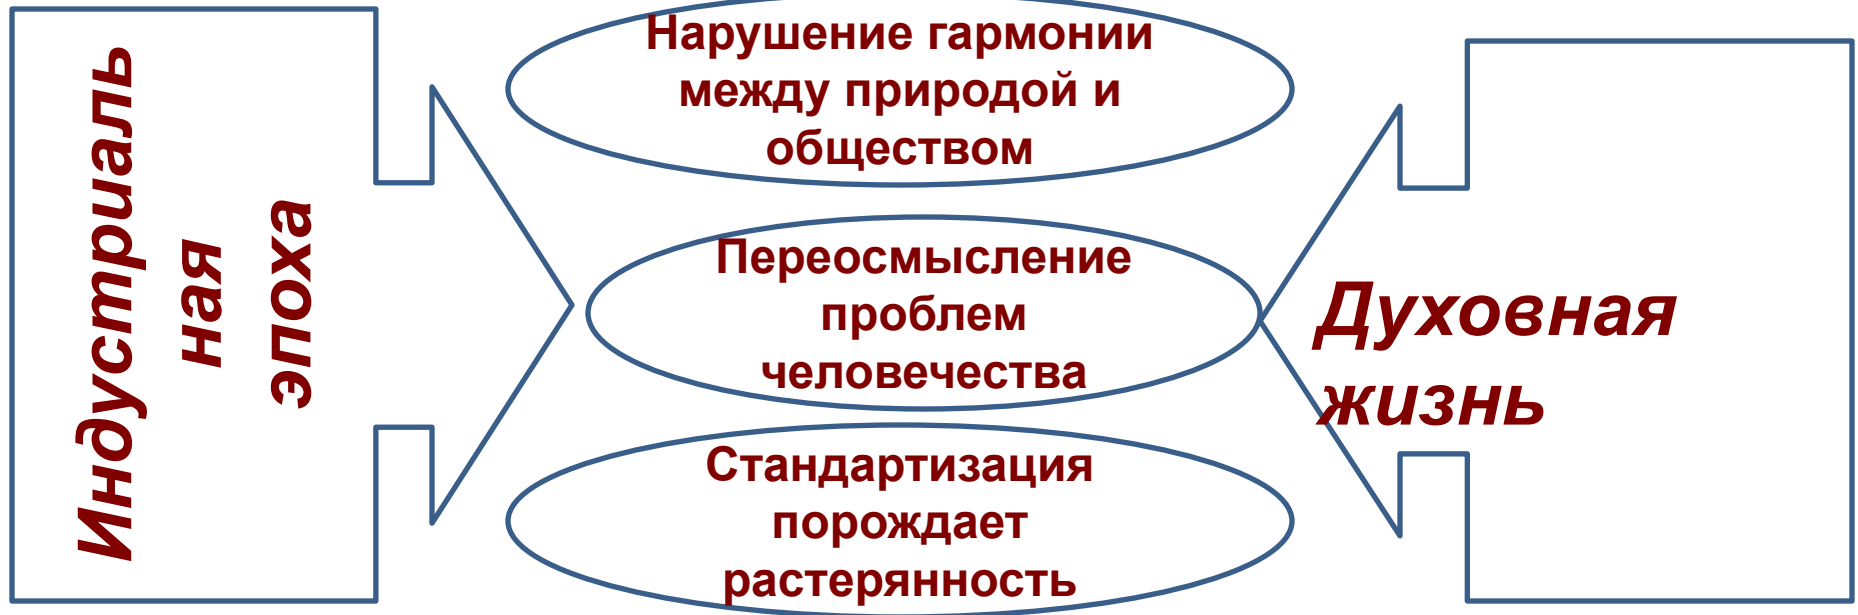 Индустриаль
ная
эпоха
Нарушение гармонии
между природой и
обществом
Переосмысление
проблем
человечества
Стандартизация
порождает
растерянность
Духовная
жизнь